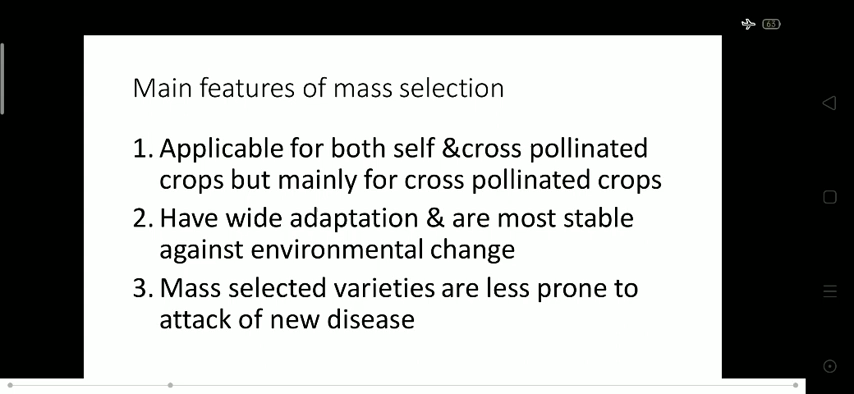 63
Main features of mass selection
1. Applicable for both self &cross pollinated
crops but mainly for cross pollinated crops
2. Have wide adaptation & are most stable
against environmental change
3. Mass selected varieties are less prone to
attack of new disease